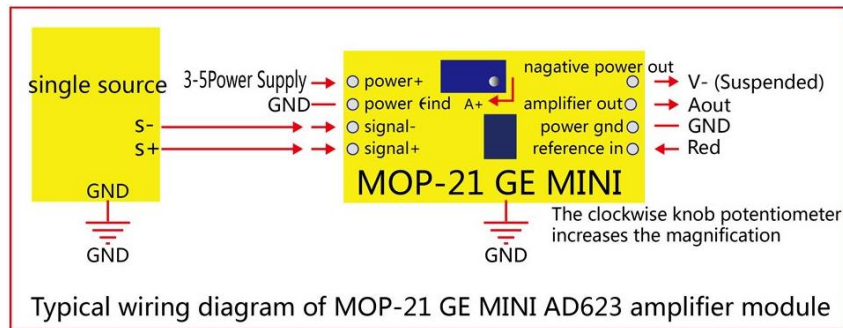 single source
S-
S+
GND
GND
3-5Power Supply
GND
power+
power find
signal-
signal+
A+
nagative power out
amplifier out
power gnd
reference in
V- (Suspended)
Aout
GND
Red
MOP-21 GE MINI
GND
The clockwise knob potentiometer
increases the magnification
Typical wiring diagram of MOP-21 GE MINI AD623 amplifier module